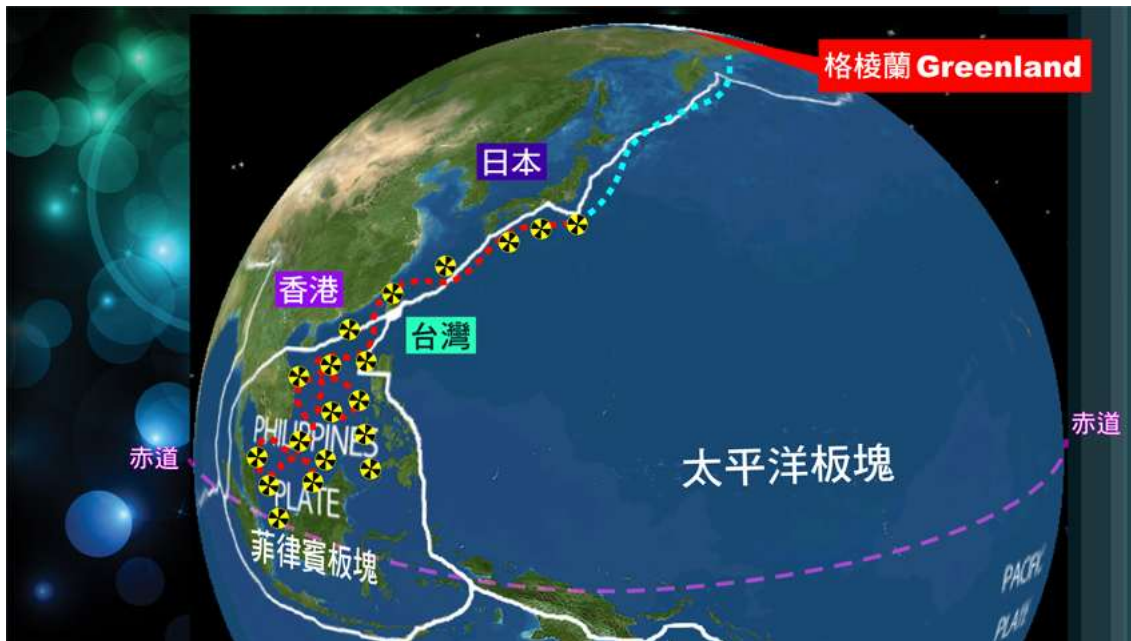 格棱蘭 Greenland
日本
香港
台灣
PHILIPPINES
PLATE
赤道
赤道
太平洋板塊
菲律賓板塊
PACIFIC
PLATE